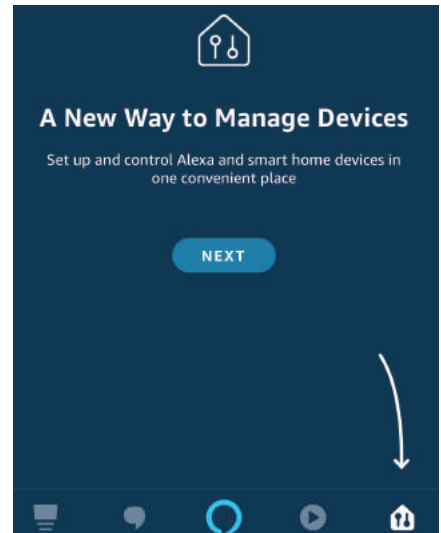 A New Way to Manage Devices
Set up and control Alexa and smart home devices in
one convenient place
NEXT